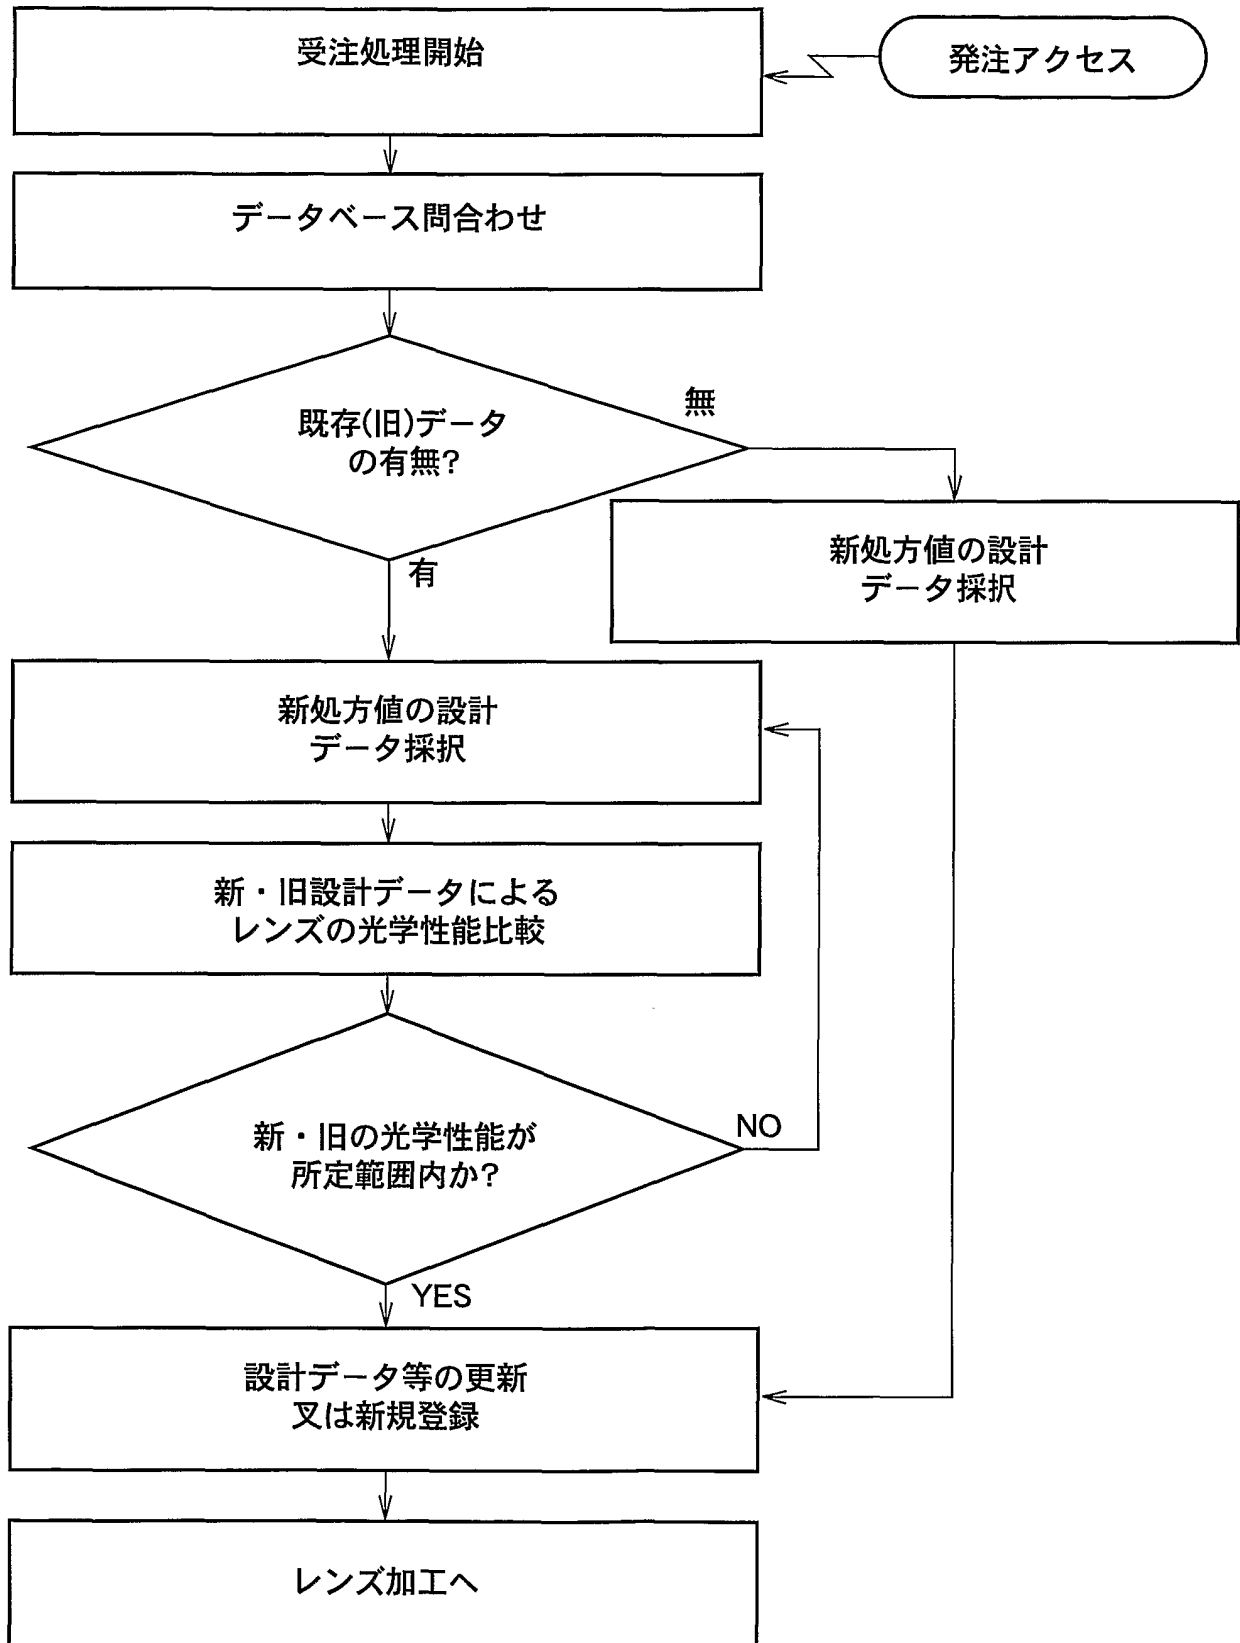 受注処理開始
発注アクセス
データベース問合わせ
既存(旧)データ
の有無?
無
有
新処方値の設計
データ採択
新処方値の設計
データ採択
新・旧設計データによる
レンズの光学性能比較
新・旧の光学性能が
所定範囲内か?
NO
YES
設計データ等の更新
叉は新規登録
レンズ加工へ